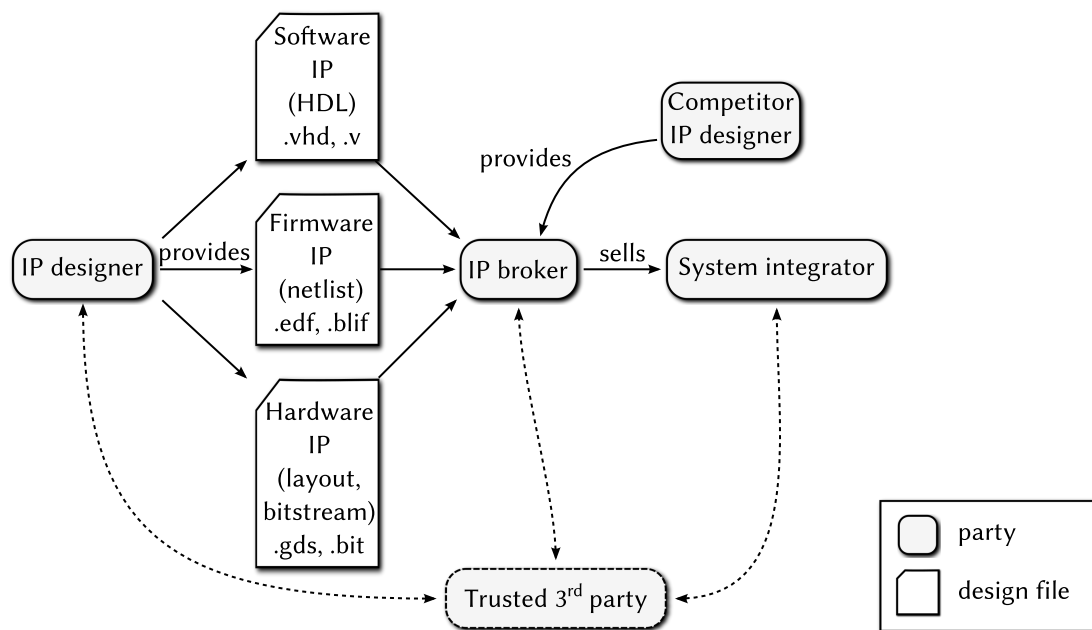 Software
IP
(HDL)
.vhd, .v
Competitor
IP designer
provides
Firmware
IP
(netlist)
.edf, .blif
IP designer
provides
IP broker
sells
System integrator
Hardware
IP
(layout,
bitstream)
.gds, .bit
Trusted 3rd party
party
design file